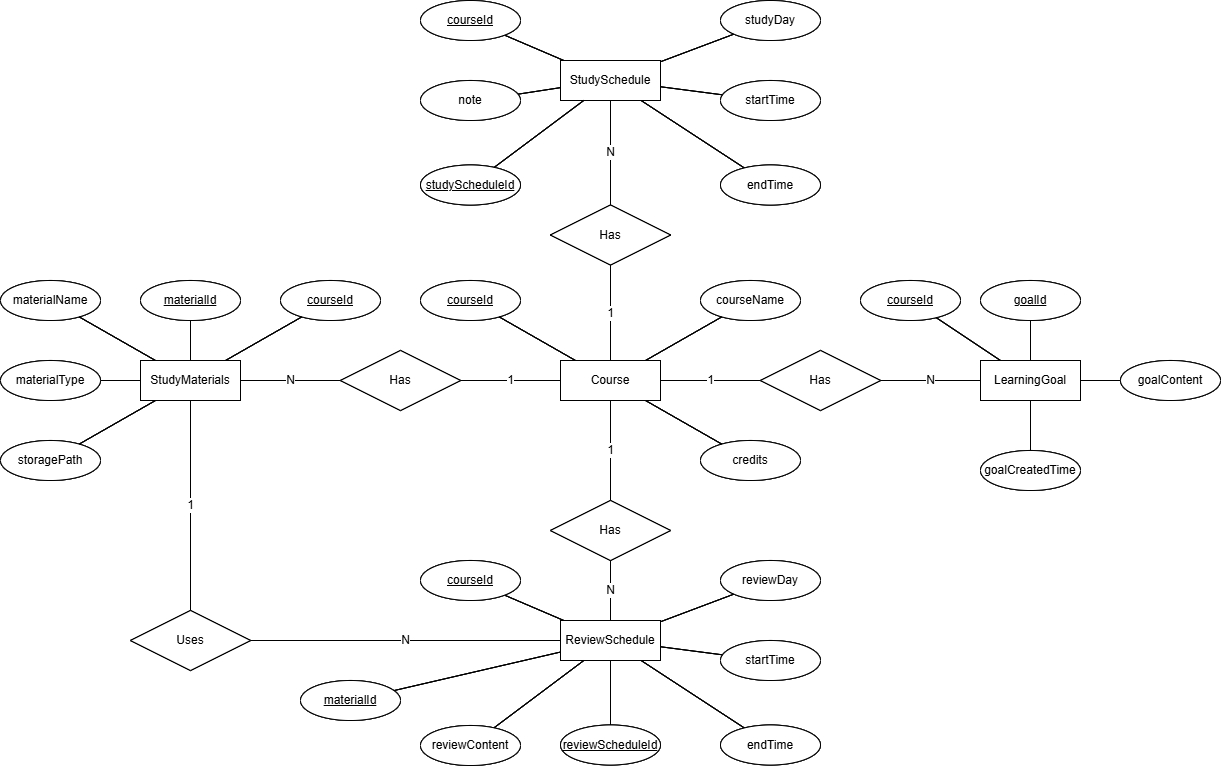 courseId
studyDay
StudySchedule
note
startTime
studyScheduleId
endTime
N
Has
1
materialName
materialId
courseId
courseId
courseName
courseId
goalId
materialType
StudyMaterials
N
Has
1
Course
1
Has
N
LearningGoal
goalContent
storagePath
credits
goalCreatedTime
1
1
Has
N
courseId
reviewDay
Uses
N
ReviewSchedule
startTime
materialId
reviewContent
reviewScheduleId
endTime